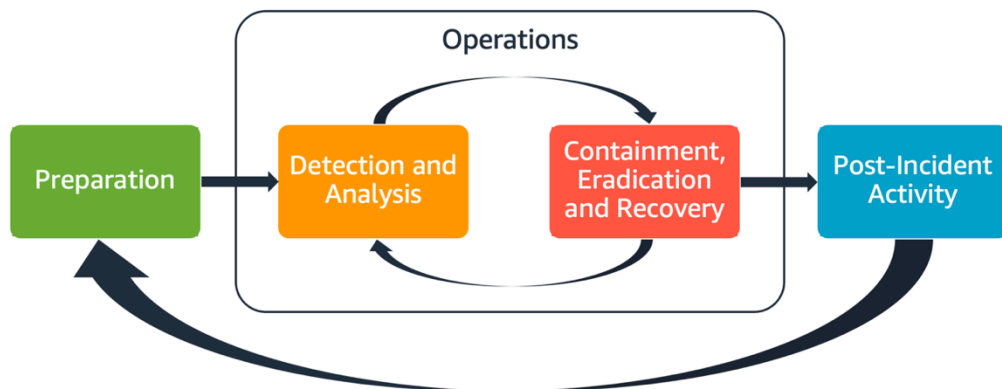 Operations
Preparation
Detection and
Analysis
Containment,
Eradication
and Recovery
Post-Incident
Activity